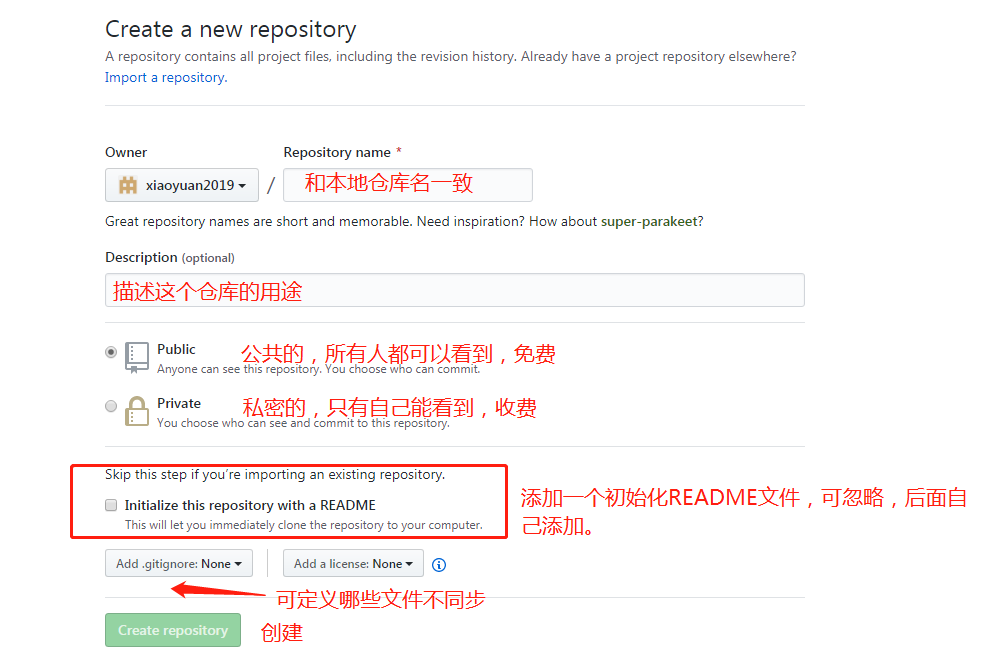 Create a new repository
A repository contains all project files, including the revision history. Already have a project repository elsewhere?
Import a repository.
Owner
Repository name *
xiaoyuan2019
/
和本地仓库名一致
Great repository names are short and memorable. Need inspiration? How about super-parakeet?
Description (optional)
描述这个仓库的用途
Public
公共的，所有人都可以看到，免费
Anyone can see this repository. You choose who can commit.
Private
私密的，只有自己能看到，收费
You choose who can see and commit to this repository.
Skip this step if you’re importing an existing repository.
Initialize this repository with a README
This will let you immediately clone the repository to your computer.
添加一个初始化README文件，可忽略，后面自
己添加。
Add .gitignore: None
Add a license: None
可定义哪些文件不同步
Create repository
创建